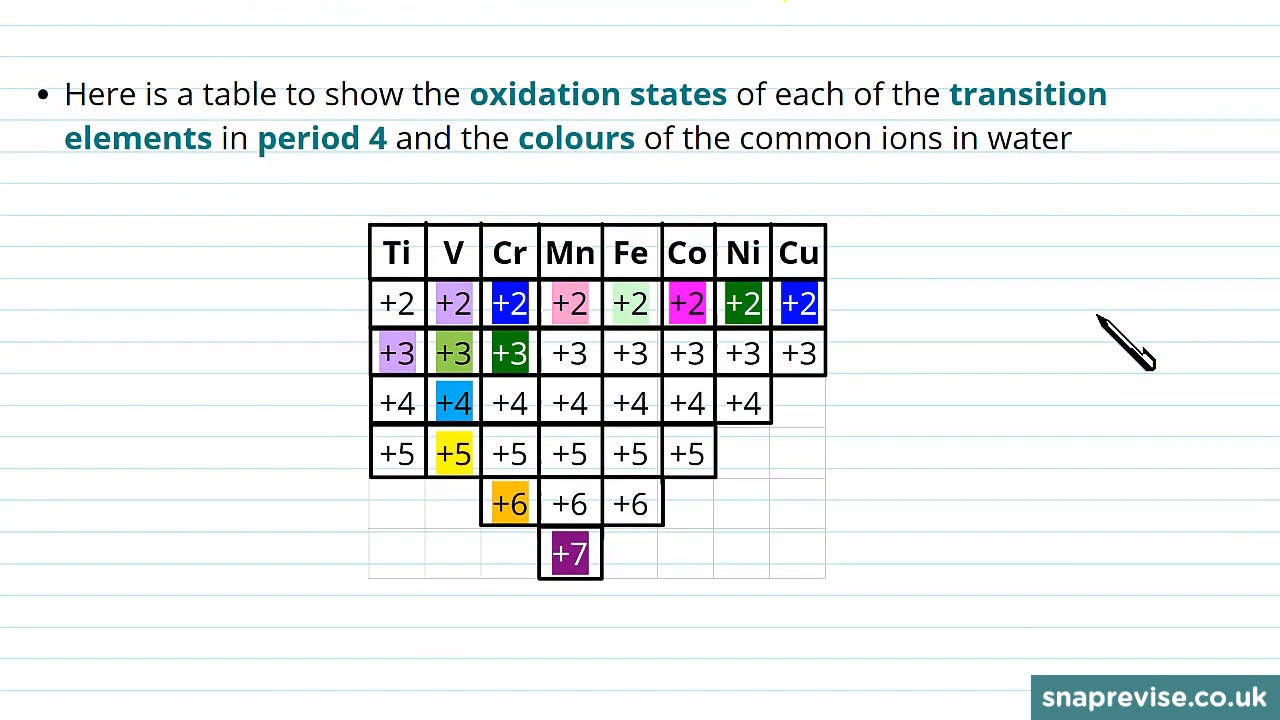 • Here is a table to show the oxidation states of each of the transition
elements in period 4 and the colours of the common ions in water
Ti V Cr Mn Fe Co Ni Cu
+2 +2 +2 +2 +2 +2 +2 +2
+3 +3 +3 +3 +3 +3 +3 +3
+4 +4 +4 +4 +4 +4 +4
+5 +5 +5 +5 +5 +5
+6 +6 +6
+7
snaprevise.co.uk